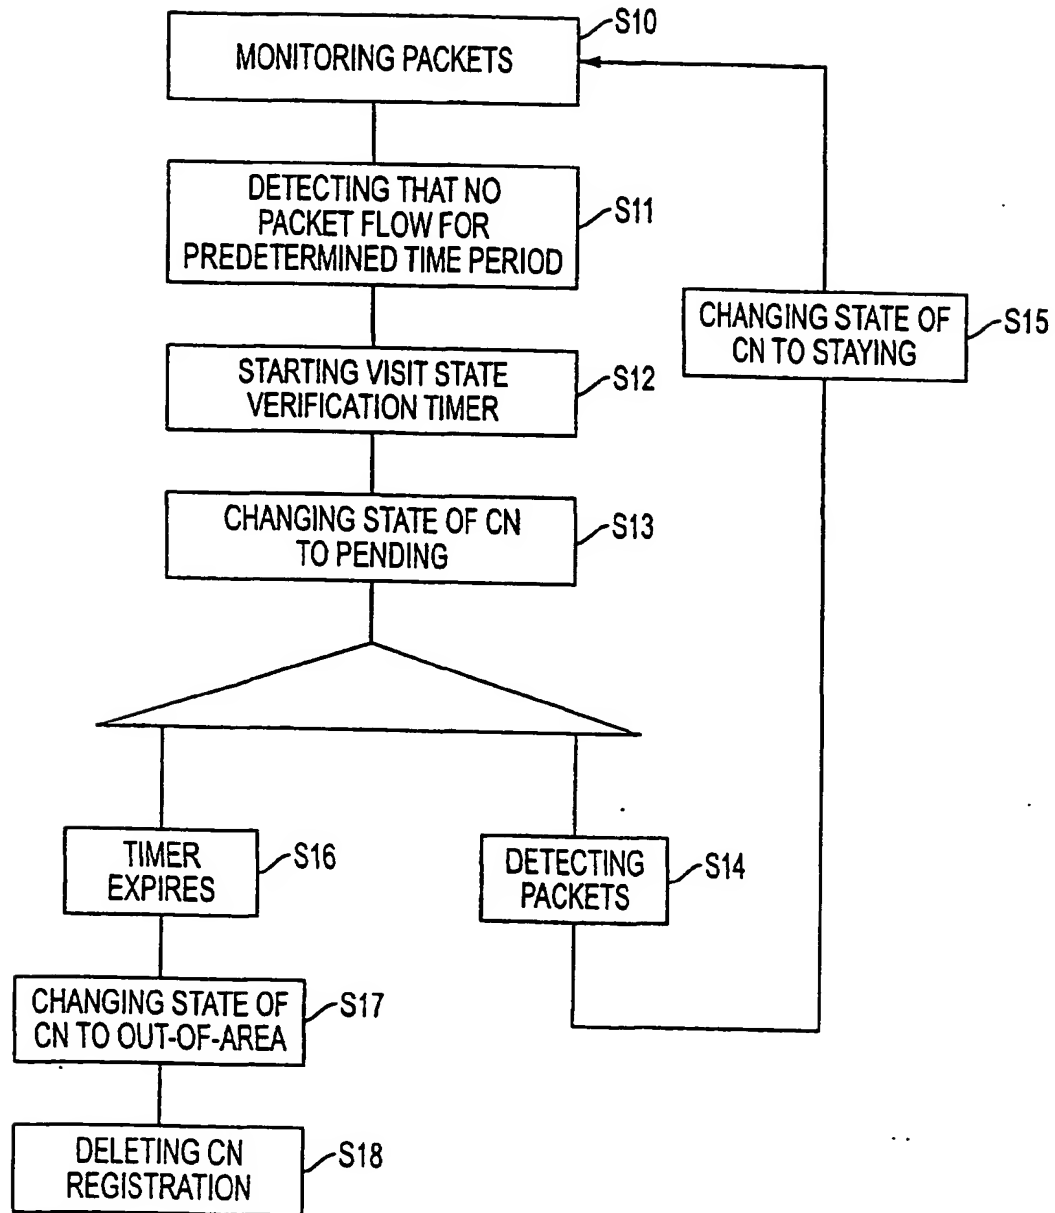 MONITORING PACKETS
S10
DETECTING THAT NO
PACKET FLOW FOR
PREDETERMINED TIME PERIOD
S11
STARTING VISIT STATE
VERIFICATION TIMER
S12
CHANGING STATE OF
CN TO STAYING
S15
CHANGING STATE OF CN
TO PENDING
S13
TIMER
EXPIRES
S16
DETECTING
PACKETS
S14
CHANGING STATE OF
CN TO OUT-OF-AREA
S17
DELETING CN
REGISTRATION
S18